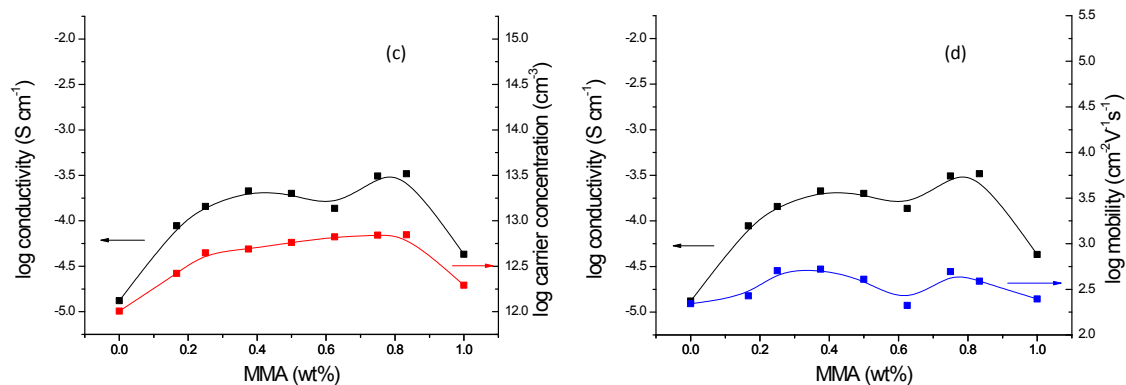 (c)
log conductivity (S cm⁻¹)
-2.0
-2.5
-3.0
-3.5
-4.0
-4.5
-5.0
15.0
14.5
14.0
13.5
13.0
12.5
12.0
log carrier concentration (cm⁻³)
0.0 0.2 0.4 0.6 0.8 1.0
MMA (wt%)
(d)
log conductivity (S cm⁻¹)
-2.0
-2.5
-3.0
-3.5
-4.0
-4.5
-5.0
5.5
5.0
4.5
4.0
3.5
3.0
2.5
2.0
log mobility (cm⁻²V⁻¹s⁻¹)
0.0 0.2 0.4 0.6 0.8 1.0
MMA (wt%)